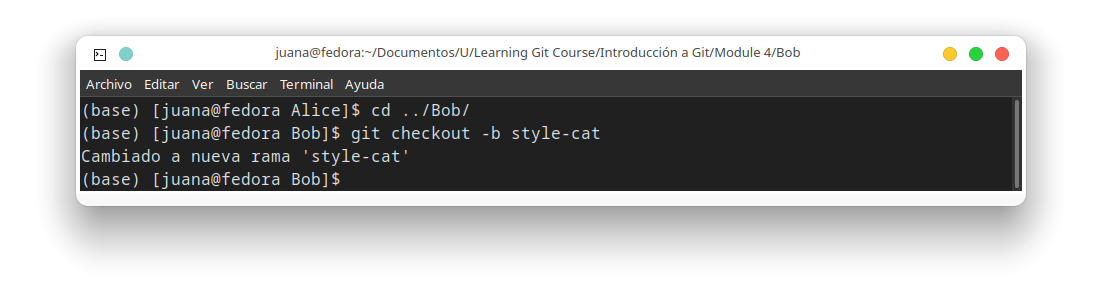 juana@fedora:~/Documentos/U/Learning Git Course/Introducción a Git/Module 4/Bob
Archivo Editar Ver Buscar Terminal Ayuda
(base) [juana@fedora Alice]$ cd ../Bob/
(base) [juana@fedora Bob]$ git checkout -b style-cat
Cambiado a nueva rama 'style-cat'
(base) [juana@fedora Bob]$